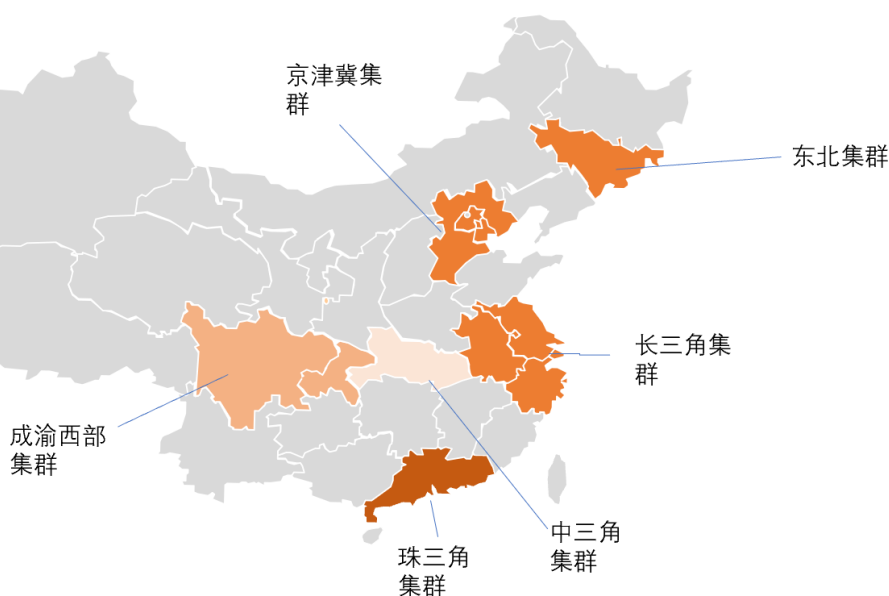 京津冀集
群
东北集群
长三角集
群
成渝西部
集群
中三角
集群
珠三角
集群